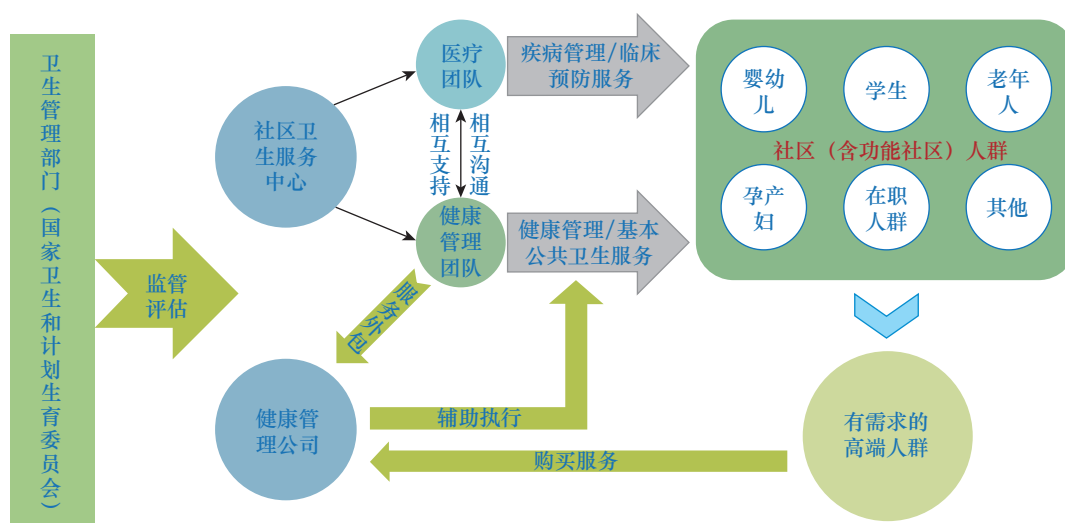 卫生管理部门（国家卫生和计划生育委员会）
监管
评估
社区卫
生服务
中心
医疗
团队
相互支持
相互沟通
健康
管理
团队
疾病管理/临床
预防服务
健康管理/基本
公共卫生服务
婴幼
儿
学生
老年
人
社区（含功能社区）人群
孕产
妇
在职
人群
其他
服务外包
健康管
理公司
辅助执行
购买服务
有需求的
高端人群